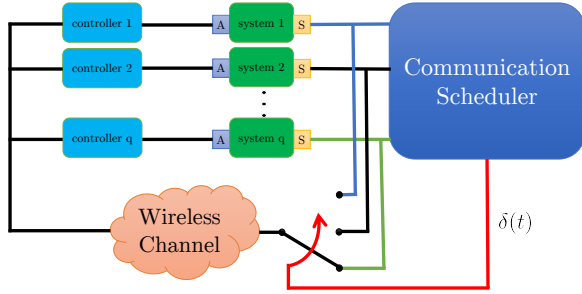 controller 1
A
system 1
S
controller 2
A
system 2
S
controller q
A
system q
S
Communication
Scheduler
Wireless
Channel
δ(t)